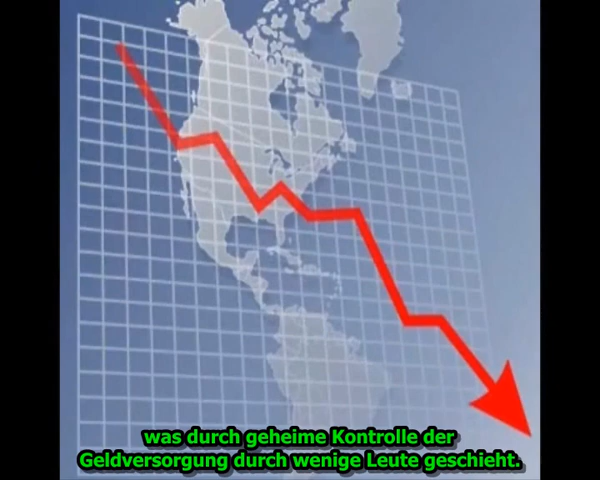 was durch geheime Kontrolle der
Geldversorgung durch wenige Leute geschieht.